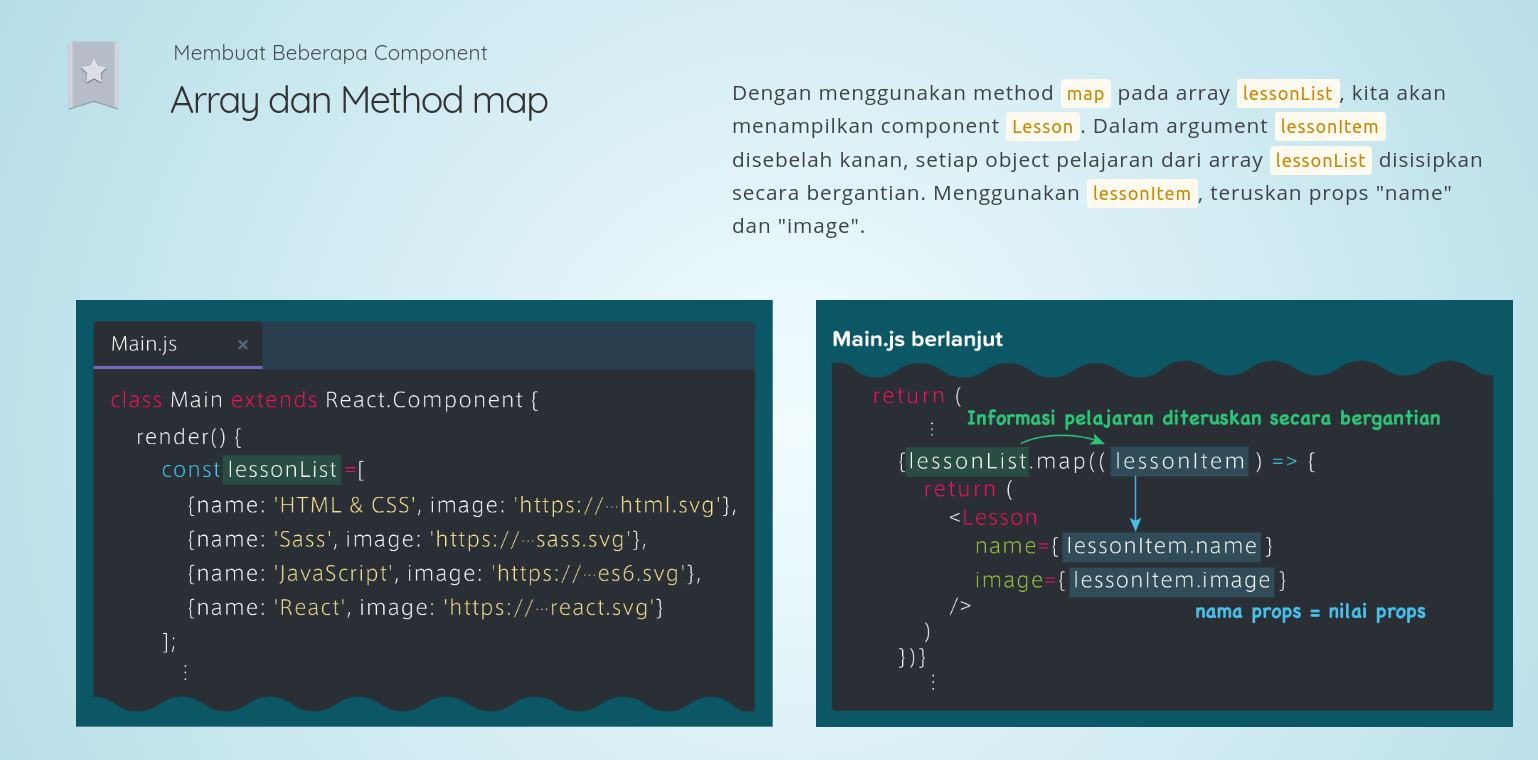 Membuat Beberapa Component
Array dan Method map
Dengan menggunakan method map pada array lessonList, kita akan
menampilkan component Lesson. Dalam argument lessonItem
disebelah kanan, setiap object pelajaran dari array lessonList disisipkan
secara bergantian. Menggunakan lessonItem, teruskan props "name"
dan "image".
Main.js ×
class Main extends React.Component {
render() {
const lessonList =[
{name: 'HTML & CSS', image: 'https://···html.svg'},
{name: 'Sass', image: 'https://···sass.svg'},
{name: 'JavaScript', image: 'https://···es6.svg'},
{name: 'React', image: 'https://···react.svg'}
];
⋮
Main.js berlanjut
return (
Informasi pelajaran diteruskan secara bergantian
⋮
{lessonList.map(( lessonItem ) => {
return (
<Lesson
name={ lessonItem.name }
image={ lessonItem.image }
/>
nama props = nilai props
)
})}
⋮